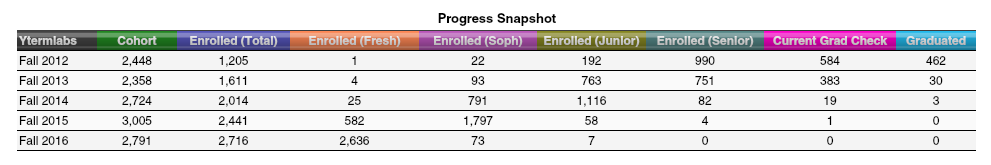 Progress Snapshot
Ytermlabs Cohort Enrolled (Total) Enrolled (Fresh) Enrolled (Soph) Enrolled (Junior) Enrolled (Senior) Current Grad Check Graduated
Fall 2012 2,448 1,205 1 22 192 990 584 462
Fall 2013 2,358 1,611 4 93 763 751 383 30
Fall 2014 2,724 2,014 25 791 1,116 82 19 3
Fall 2015 3,005 2,441 582 1,797 58 4 1 0
Fall 2016 2,791 2,716 2,636 73 7 0 0 0